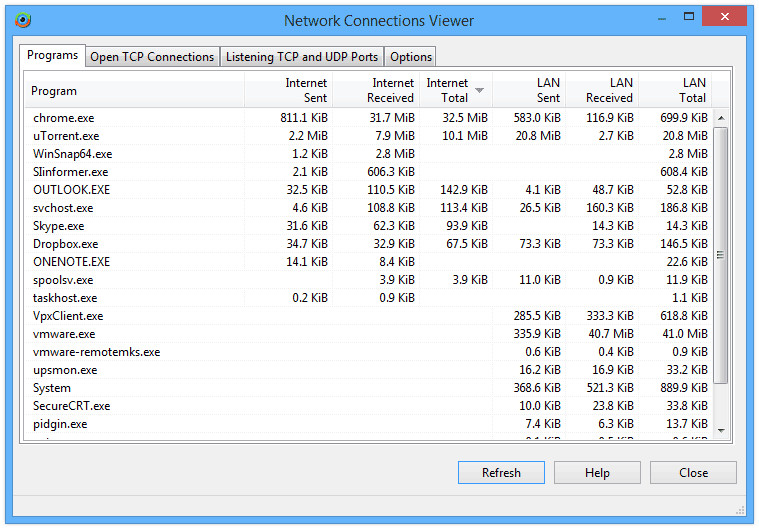 Network Connections Viewer
Programs Open TCP Connections Listening TCP and UDP Ports Options
Internet Internet Internet LAN LAN LAN
Program
Sent Received Total Sent Received Total
chrome.exe 811.1 KiB 31.7 MiB 32.5 MiB 583.0 KiB 116.9 KiB 699.9 KiB
uTorrent.exe 2.2 MiB 7.9 MiB 10.1 MiB 20.8 MiB 2.7 KiB 20.8 MiB
WinSnap64.exe 1.2 KiB 2.8 MiB 2.8 MiB
SIinformer.exe 2.1 KiB 606.3 KiB 608.4 KiB
OUTLOOK.EXE 32.5 KiB 110.5 KiB 142.9 KiB 4.1 KiB 48.7 KiB 52.8 KiB
svchost.exe 4.6 KiB 108.8 KiB 113.4 KiB 26.5 KiB 160.3 KiB 186.8 KiB
Skype.exe 31.6 KiB 62.3 KiB 93.9 KiB 14.3 KiB 14.3 KiB
Dropbox.exe 34.7 KiB 32.9 KiB 67.5 KiB 73.3 KiB 73.3 KiB 146.5 KiB
ONENOTE.EXE 14.1 KiB 8.4 KiB 22.6 KiB
spoolsv.exe 3.9 KiB 3.9 KiB 11.0 KiB 0.9 KiB 11.9 KiB
taskhost.exe 0.2 KiB 0.9 KiB 1.1 KiB
VpxClient.exe 285.5 KiB 333.3 KiB 618.8 KiB
vmware.exe 335.9 KiB 40.7 MiB 41.0 MiB
vmware-remotemks.exe 0.6 KiB 0.4 KiB 0.9 KiB
upsmon.exe 16.2 KiB 16.9 KiB 33.2 KiB
System 368.6 KiB 521.3 KiB 889.9 KiB
SecureCRT.exe 10.0 KiB 23.8 KiB 33.8 KiB
pidgin.exe 7.4 KiB 6.3 KiB 13.7 KiB
Refresh Help Close